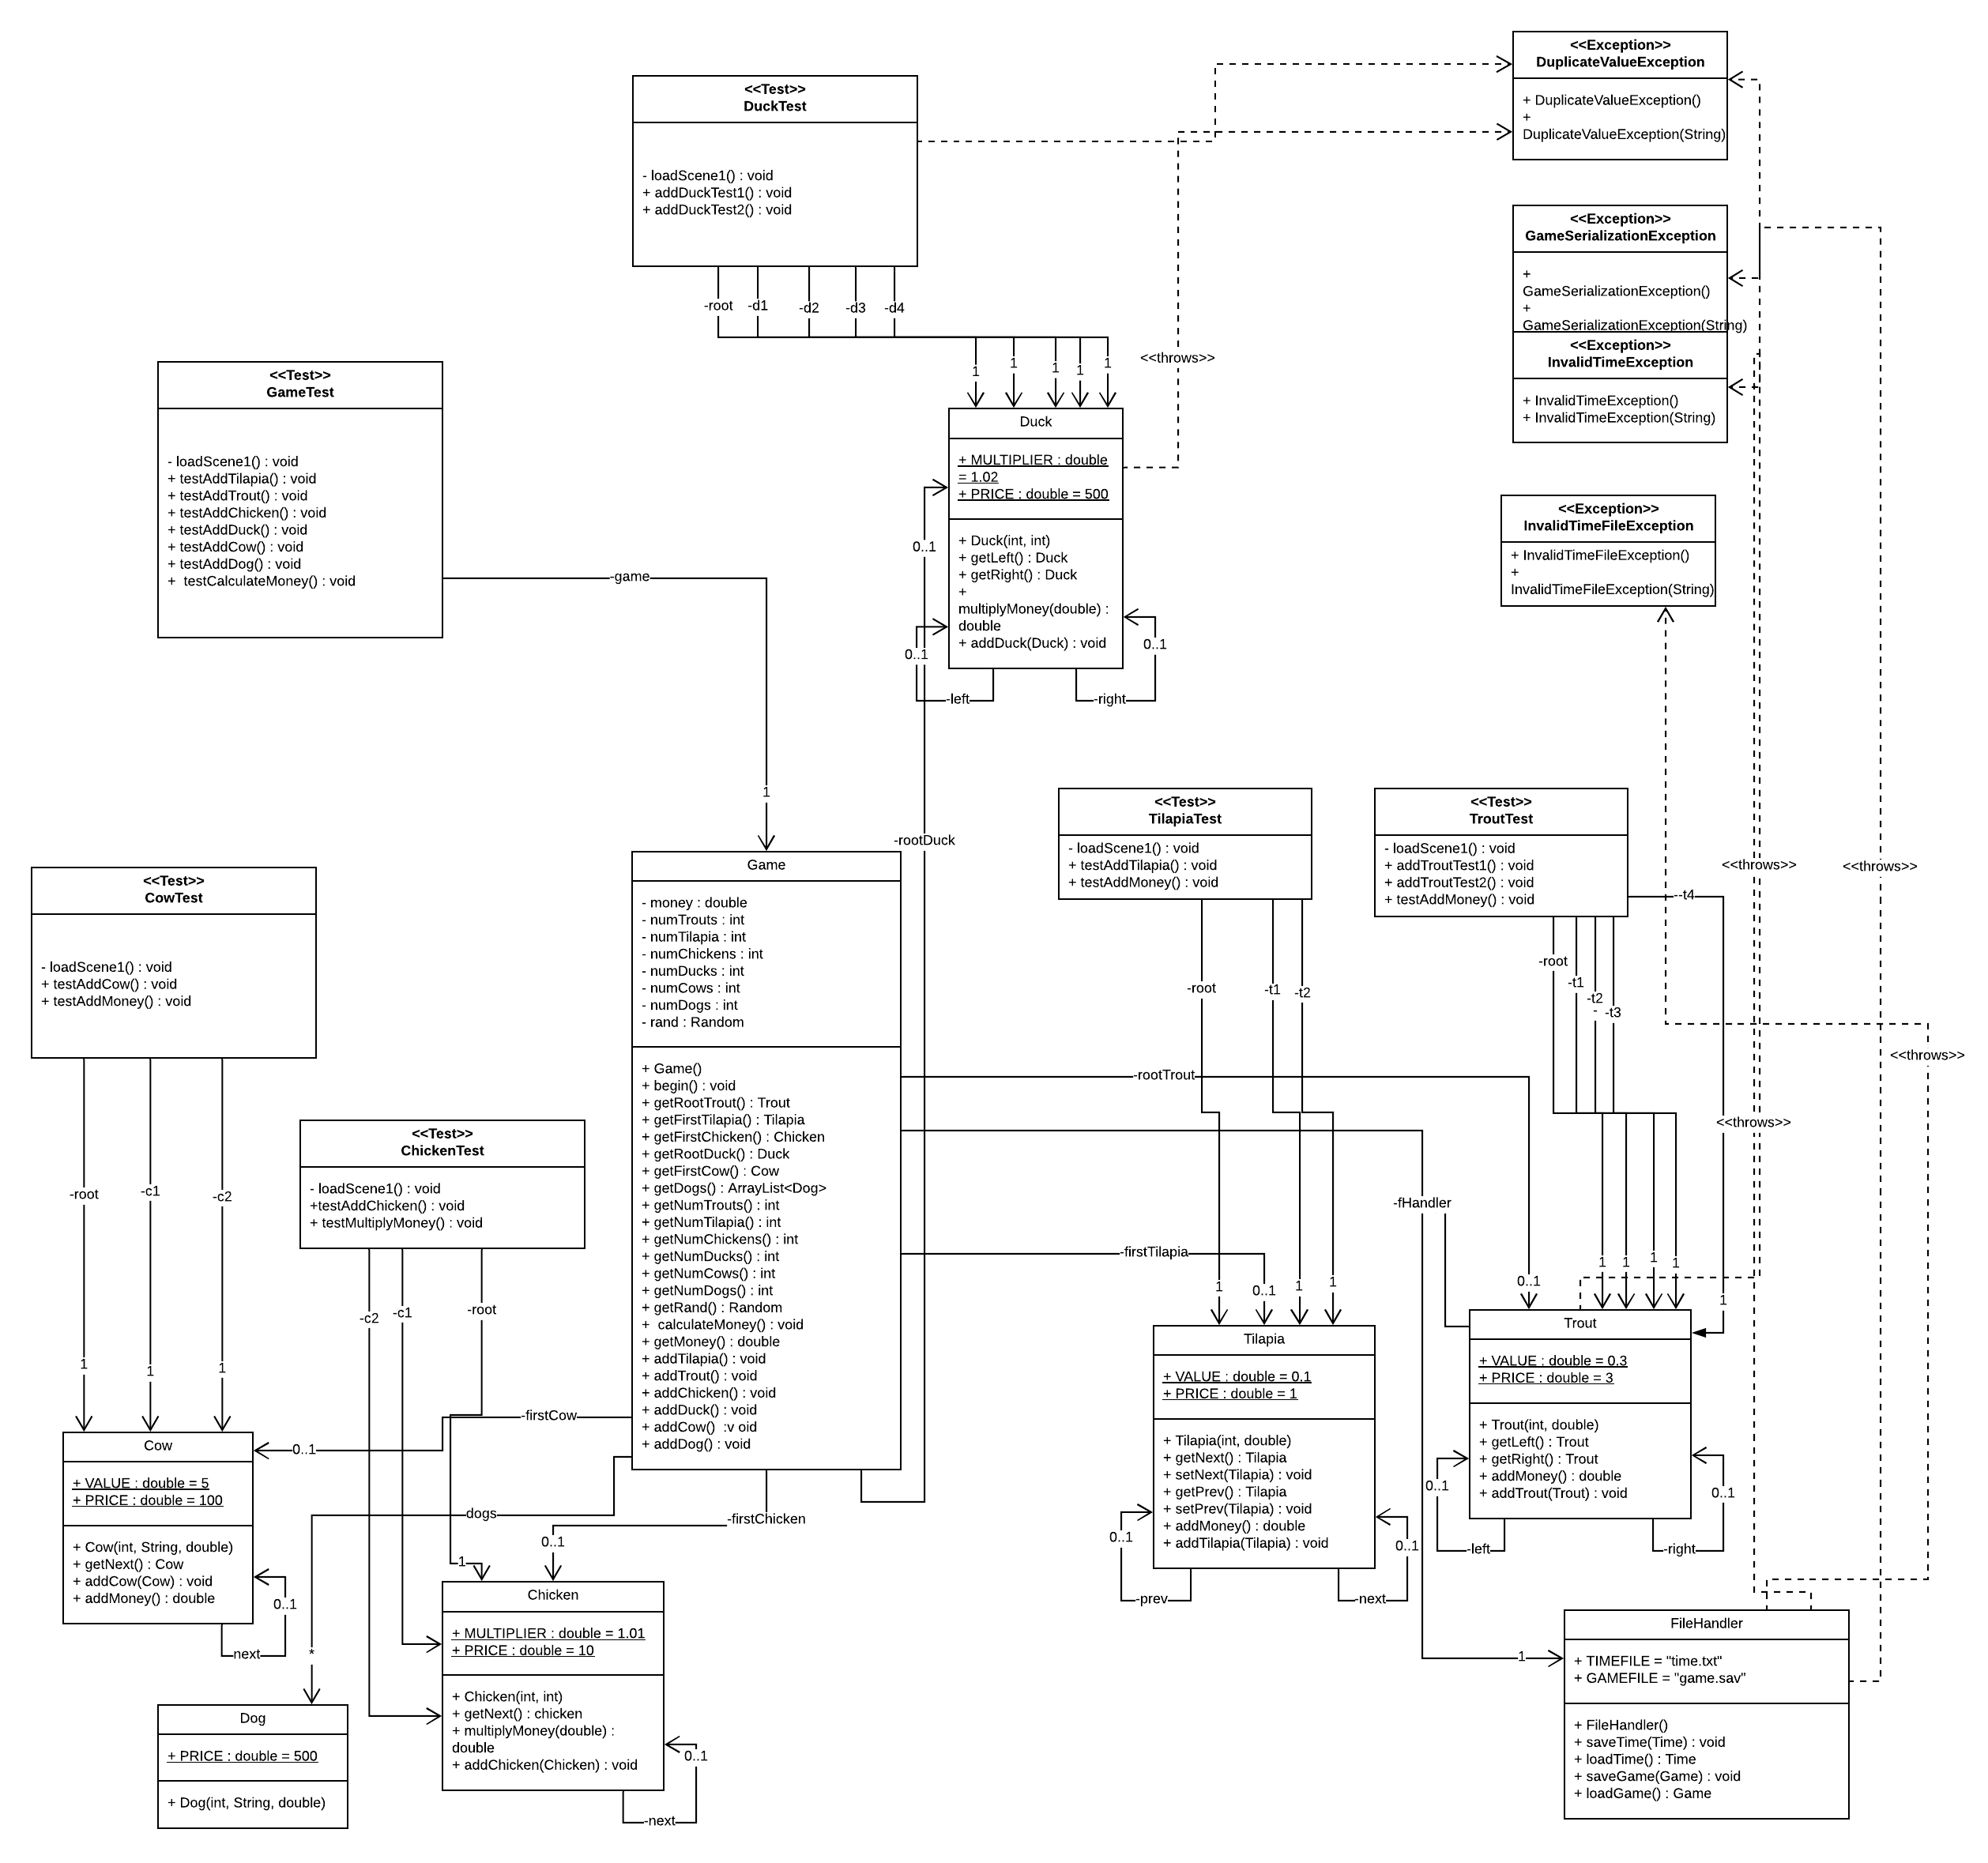 <<Exception>>
DuplicateValueException
+ DuplicateValueException()
+
DuplicateValueException(String)
<<Test>>
DuckTest
- loadScene1() : void
+ addDuckTest1() : void
+ addDuckTest2() : void
<<Exception>>
GameSerializationException
+
GameSerializationException()
+
GameSerializationException(String)
<<Exception>>
InvalidTimeException
+ InvalidTimeException()
+ InvalidTimeException(String)
-root
-d1
-d2
-d3
-d4
1
1
1
1
1
<<throws>>
<<Test>>
GameTest
- loadScene1() : void
+ testAddTilapia() : void
+ testAddTrout() : void
+ testAddChicken() : void
+ testAddDuck() : void
+ testAddCow() : void
+ testAddDog() : void
+  testCalculateMoney() : void
-game
1
Duck
+ MULTIPLIER : double
= 1.02
+ PRICE : double = 500
+ Duck(int, int)
+ getLeft() : Duck
+ getRight() : Duck
+
multiplyMoney(double) :
double
+ addDuck(Duck) : void
0..1
0..1
0..1
-left
-right
<<Exception>>
InvalidTimeFileException
+ InvalidTimeFileException()
+
InvalidTimeFileException(String)
-rootDuck
<<Test>>
TilapiaTest
- loadScene1() : void
+ testAddTilapia() : void
+ testAddMoney() : void
<<Test>>
TroutTest
- loadScene1() : void
+ addTroutTest1() : void
+ addTroutTest2() : void
+ testAddMoney() : void
<<throws>>
<<throws>>
--t4
<<Test>>
CowTest
- loadScene1() : void
+ testAddCow() : void
+ testAddMoney() : void
Game
- money : double
- numTrouts : int
- numTilapia : int
- numChickens : int
- numDucks : int
- numCows : int
- numDogs : int
- rand : Random
+ Game()
+ begin() : void
+ getRootTrout() : Trout
+ getFirstTilapia() : Tilapia
+ getFirstChicken() : Chicken
+ getRootDuck() : Duck
+ getFirstCow() : Cow
+ getDogs() : ArrayList<Dog>
+ getNumTrouts() : int
+ getNumTilapia() : int
+ getNumChickens() : int
+ getNumDucks() : int
+ getNumCows() : int
+ getNumDogs() : int
+ getRand() : Random
+  calculateMoney() : void
+ getMoney() : double
+ addTilapia() : void
+ addTrout() : void
+ addChicken() : void
+ addDuck() : void
+ addCow()  :v oid
+ addDog() : void
-root
-t1
-t2
-root
-t1
-t2
-
-t3
<<throws>>
<<throws>>
-rootTrout
-fHandler
-firstTilapia
1
0..1
1
1
0..1
1
1
1
1
1
<<Test>>
ChickenTest
- loadScene1() : void
+testAddChicken() : void
+ testMultiplyMoney() : void
-root
-c1
-c2
1
1
1
-c2
-c1
-root
-firstCow
0..1
dogs
-firstChicken
0..1
1
Cow
+ VALUE : double = 5
+ PRICE : double = 100
+ Cow(int, String, double)
+ getNext() : Cow
+ addCow(Cow) : void
+ addMoney() : double
0..1
next
*
Dog
+ PRICE : double = 500
+ Dog(int, String, double)
Chicken
+ MULTIPLIER : double = 1.01
+ PRICE : double = 10
+ Chicken(int, int)
+ getNext() : chicken
+ multiplyMoney(double) :
double
+ addChicken(Chicken) : void
0..1
-next
Tilapia
+ VALUE : double = 0.1
+ PRICE : double = 1
+ Tilapia(int, double)
+ getNext() : Tilapia
+ setNext(Tilapia) : void
+ getPrev() : Tilapia
+ setPrev(Tilapia) : void
+ addMoney() : double
+ addTilapia(Tilapia) : void
0..1
0..1
-prev
-next
Trout
+ VALUE : double = 0.3
+ PRICE : double = 3
+ Trout(int, double)
+ getLeft() : Trout
+ getRight() : Trout
+ addMoney() : double
+ addTrout(Trout) : void
0..1
0..1
-left
-right
1
FileHandler
+ TIMEFILE = "time.txt"
+ GAMEFILE = "game.sav"
+ FileHandler()
+ saveTime(Time) : void
+ loadTime() : Time
+ saveGame(Game) : void
+ loadGame() : Game